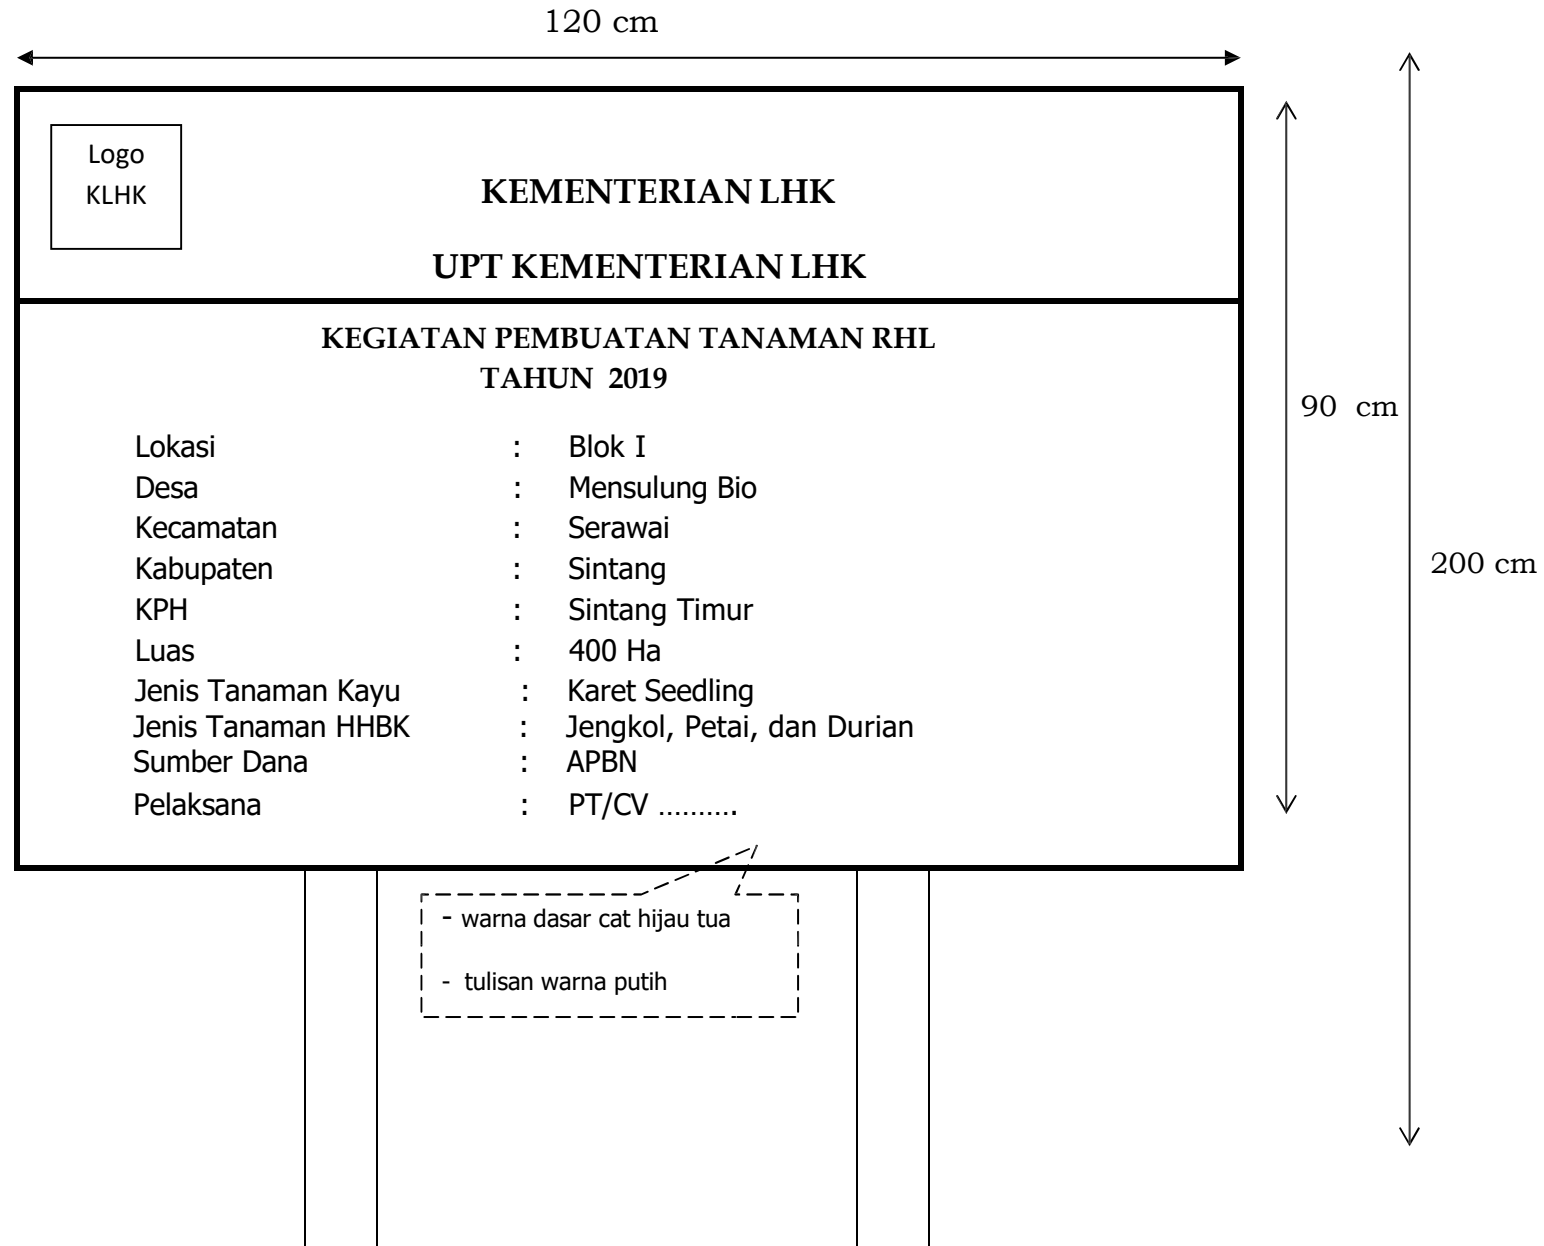 120 cm
Logo
KLHK
KEMENTERIAN LHK
UPT KEMENTERIAN LHK
KEGIATAN PEMBUATAN TANAMAN RHL
TAHUN 2019
Lokasi : Blok I
Desa : Mensulung Bio
Kecamatan : Serawai
Kabupaten : Sintang
KPH : Sintang Timur
Luas : 400 Ha
Jenis Tanaman Kayu : Karet Seedling
Jenis Tanaman HHBK : Jengkol, Petai, dan Durian
Sumber Dana : APBN
Pelaksana : PT/CV ..........
90 cm
200 cm
- warna dasar cat hijau tua
- tulisan warna putih